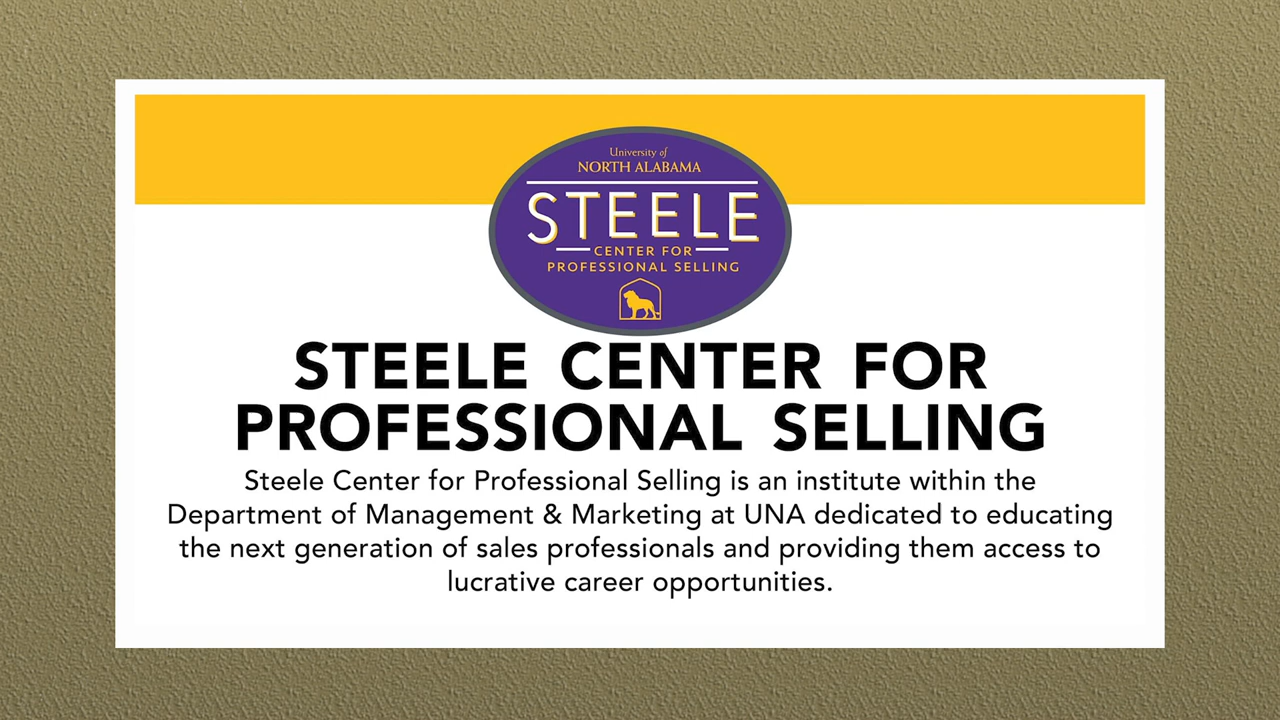 University of
NORTH ALABAMA
STEELE
CENTER FOR
PROFESSIONAL SELLING
STEELE CENTER FOR
PROFESSIONAL SELLING
Steele Center for Professional Selling is an institute within the
Department of Management & Marketing at UNA dedicated to educating
the next generation of sales professionals and providing them access to
lucrative career opportunities.